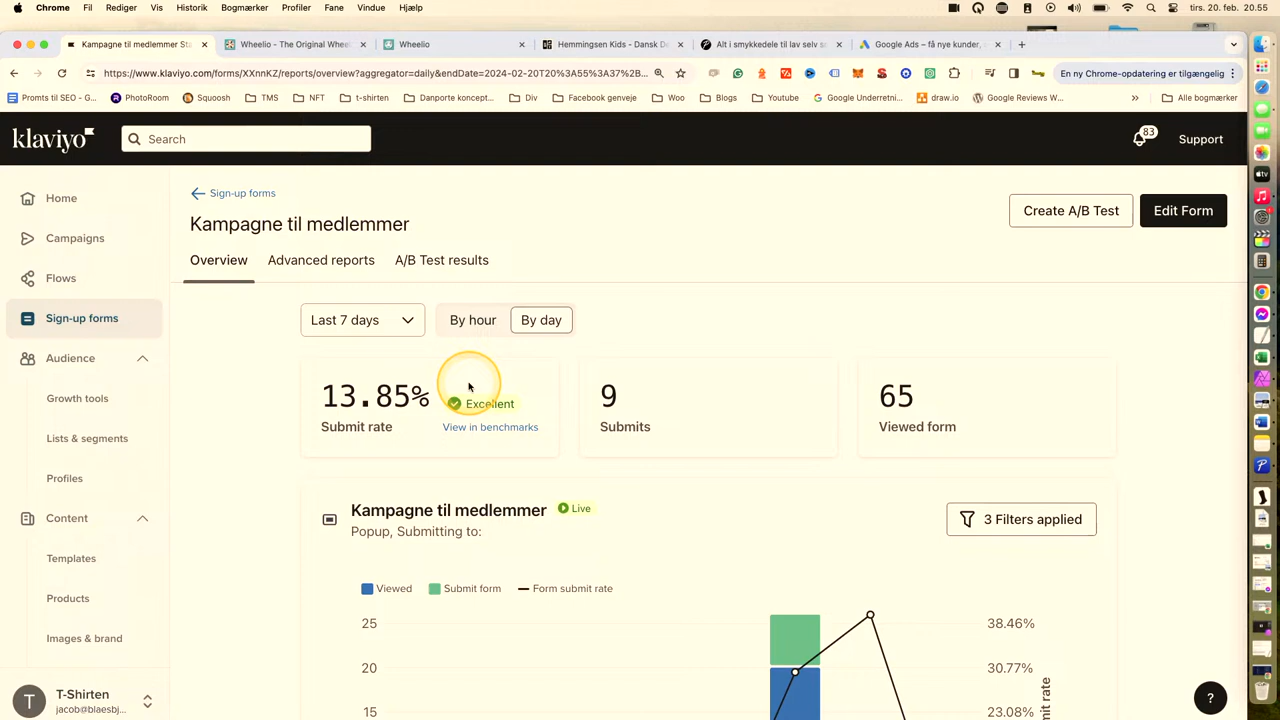 Chrome Fil Rediger Vis Historik Bogmærker Profiler Fane Vindue Hjælp tirs. 20. feb. 20.55
Kampagne til medlemmer Sta
Wheelio - The Original Wheel
Wheelio
Hemmingsen Kids - Dansk De
Alt i smykkedele til lav selv s
Google Ads – få nye kunder,
https://www.klaviyo.com/forms/XXnnKZ/reports/overview?aggregator=daily&endDate=2024-02-20T20%3A55%3A37%2B...
En ny Chrome-opdatering er tilgængelig
Promts til SEO – G... PhotoRoom Squoosh TMS NFT t-shirten Danporte koncept... Div Facebook genveje Woo Blogs Youtube Google Underretni... draw.io Google Reviews W... » Alle bogmærker
klaviyo
Search
83
Support
Home
Campaigns
Flows
Sign-up forms
Audience
Growth tools
Lists & segments
Profiles
Content
Templates
Products
Images & brand
T
T-Shirten
jacob@blaesbj...
Sign-up forms
Kampagne til medlemmer
Create A/B Test
Edit Form
Overview
Advanced reports
A/B Test results
Last 7 days
By hour
By day
13.85%
Excellent
Submit rate
View in benchmarks
9
Submits
65
Viewed form
Kampagne til medlemmer
Live
Popup, Submitting to:
3 Filters applied
Viewed
Submit form
Form submit rate
25
38.46%
20
30.77%
15
23.08%
mit rate
?